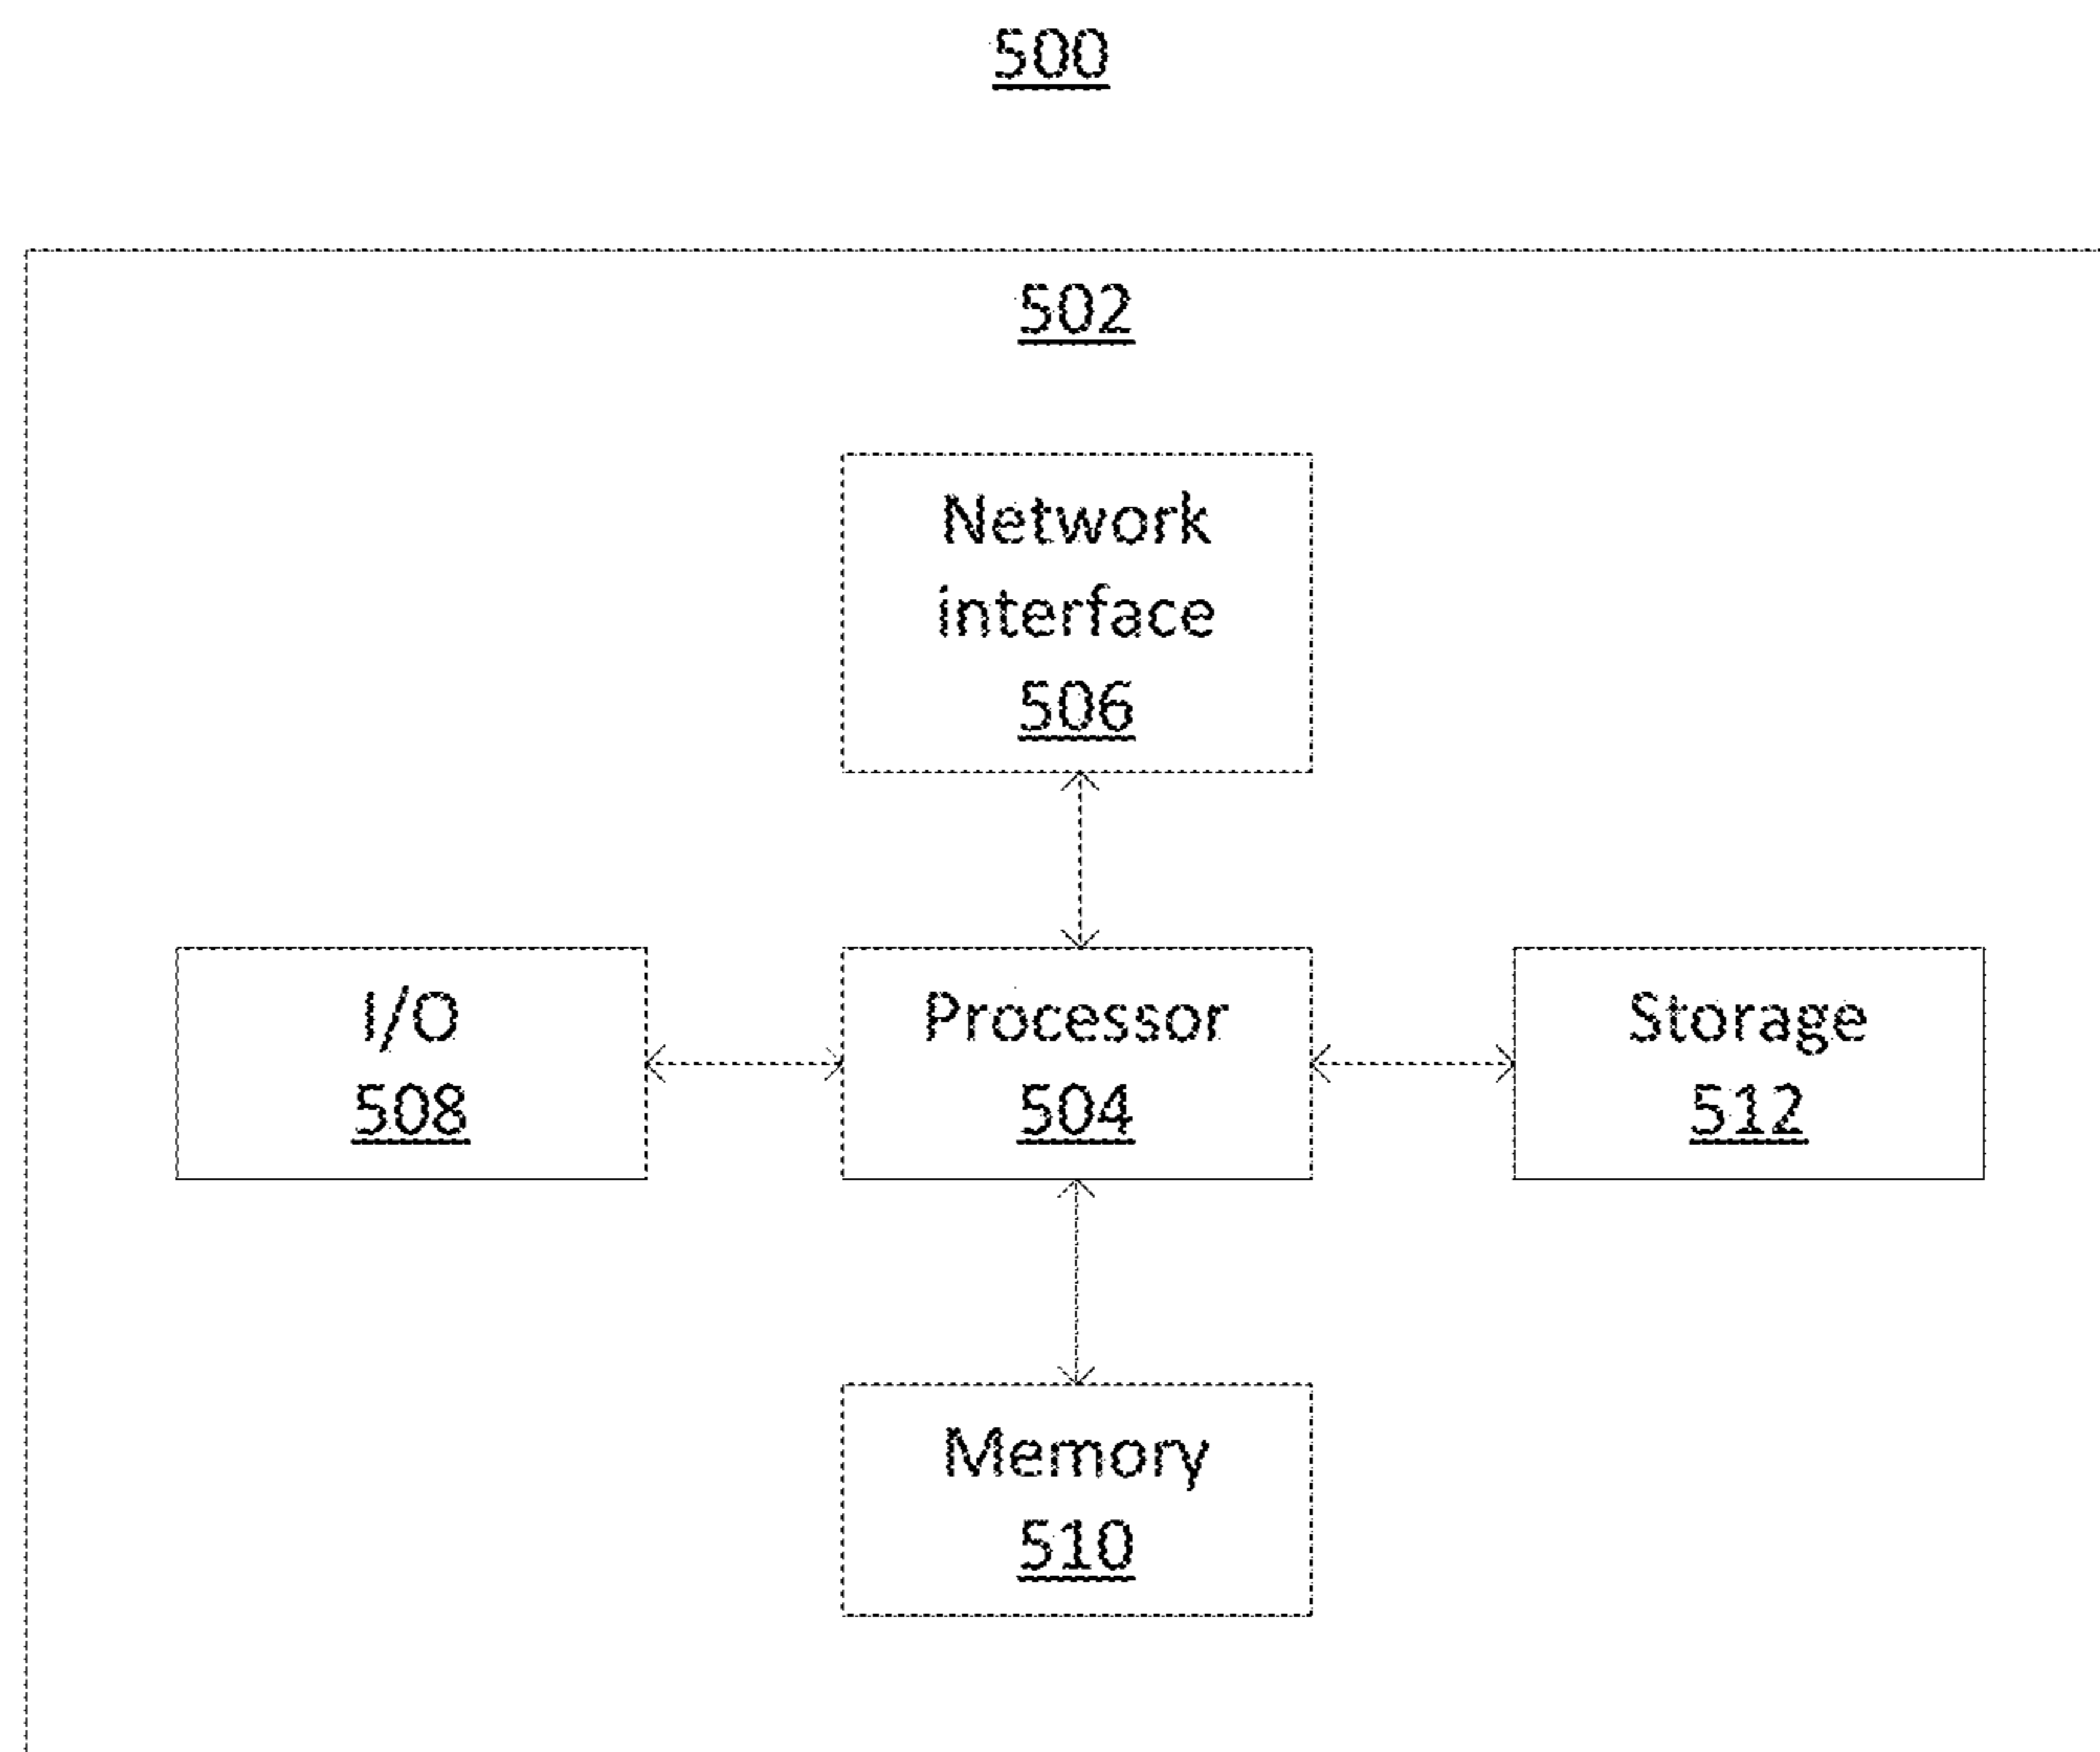 500
502
Network
interface
506
I/O
508
Processor
504
Storage
512
Memory
510